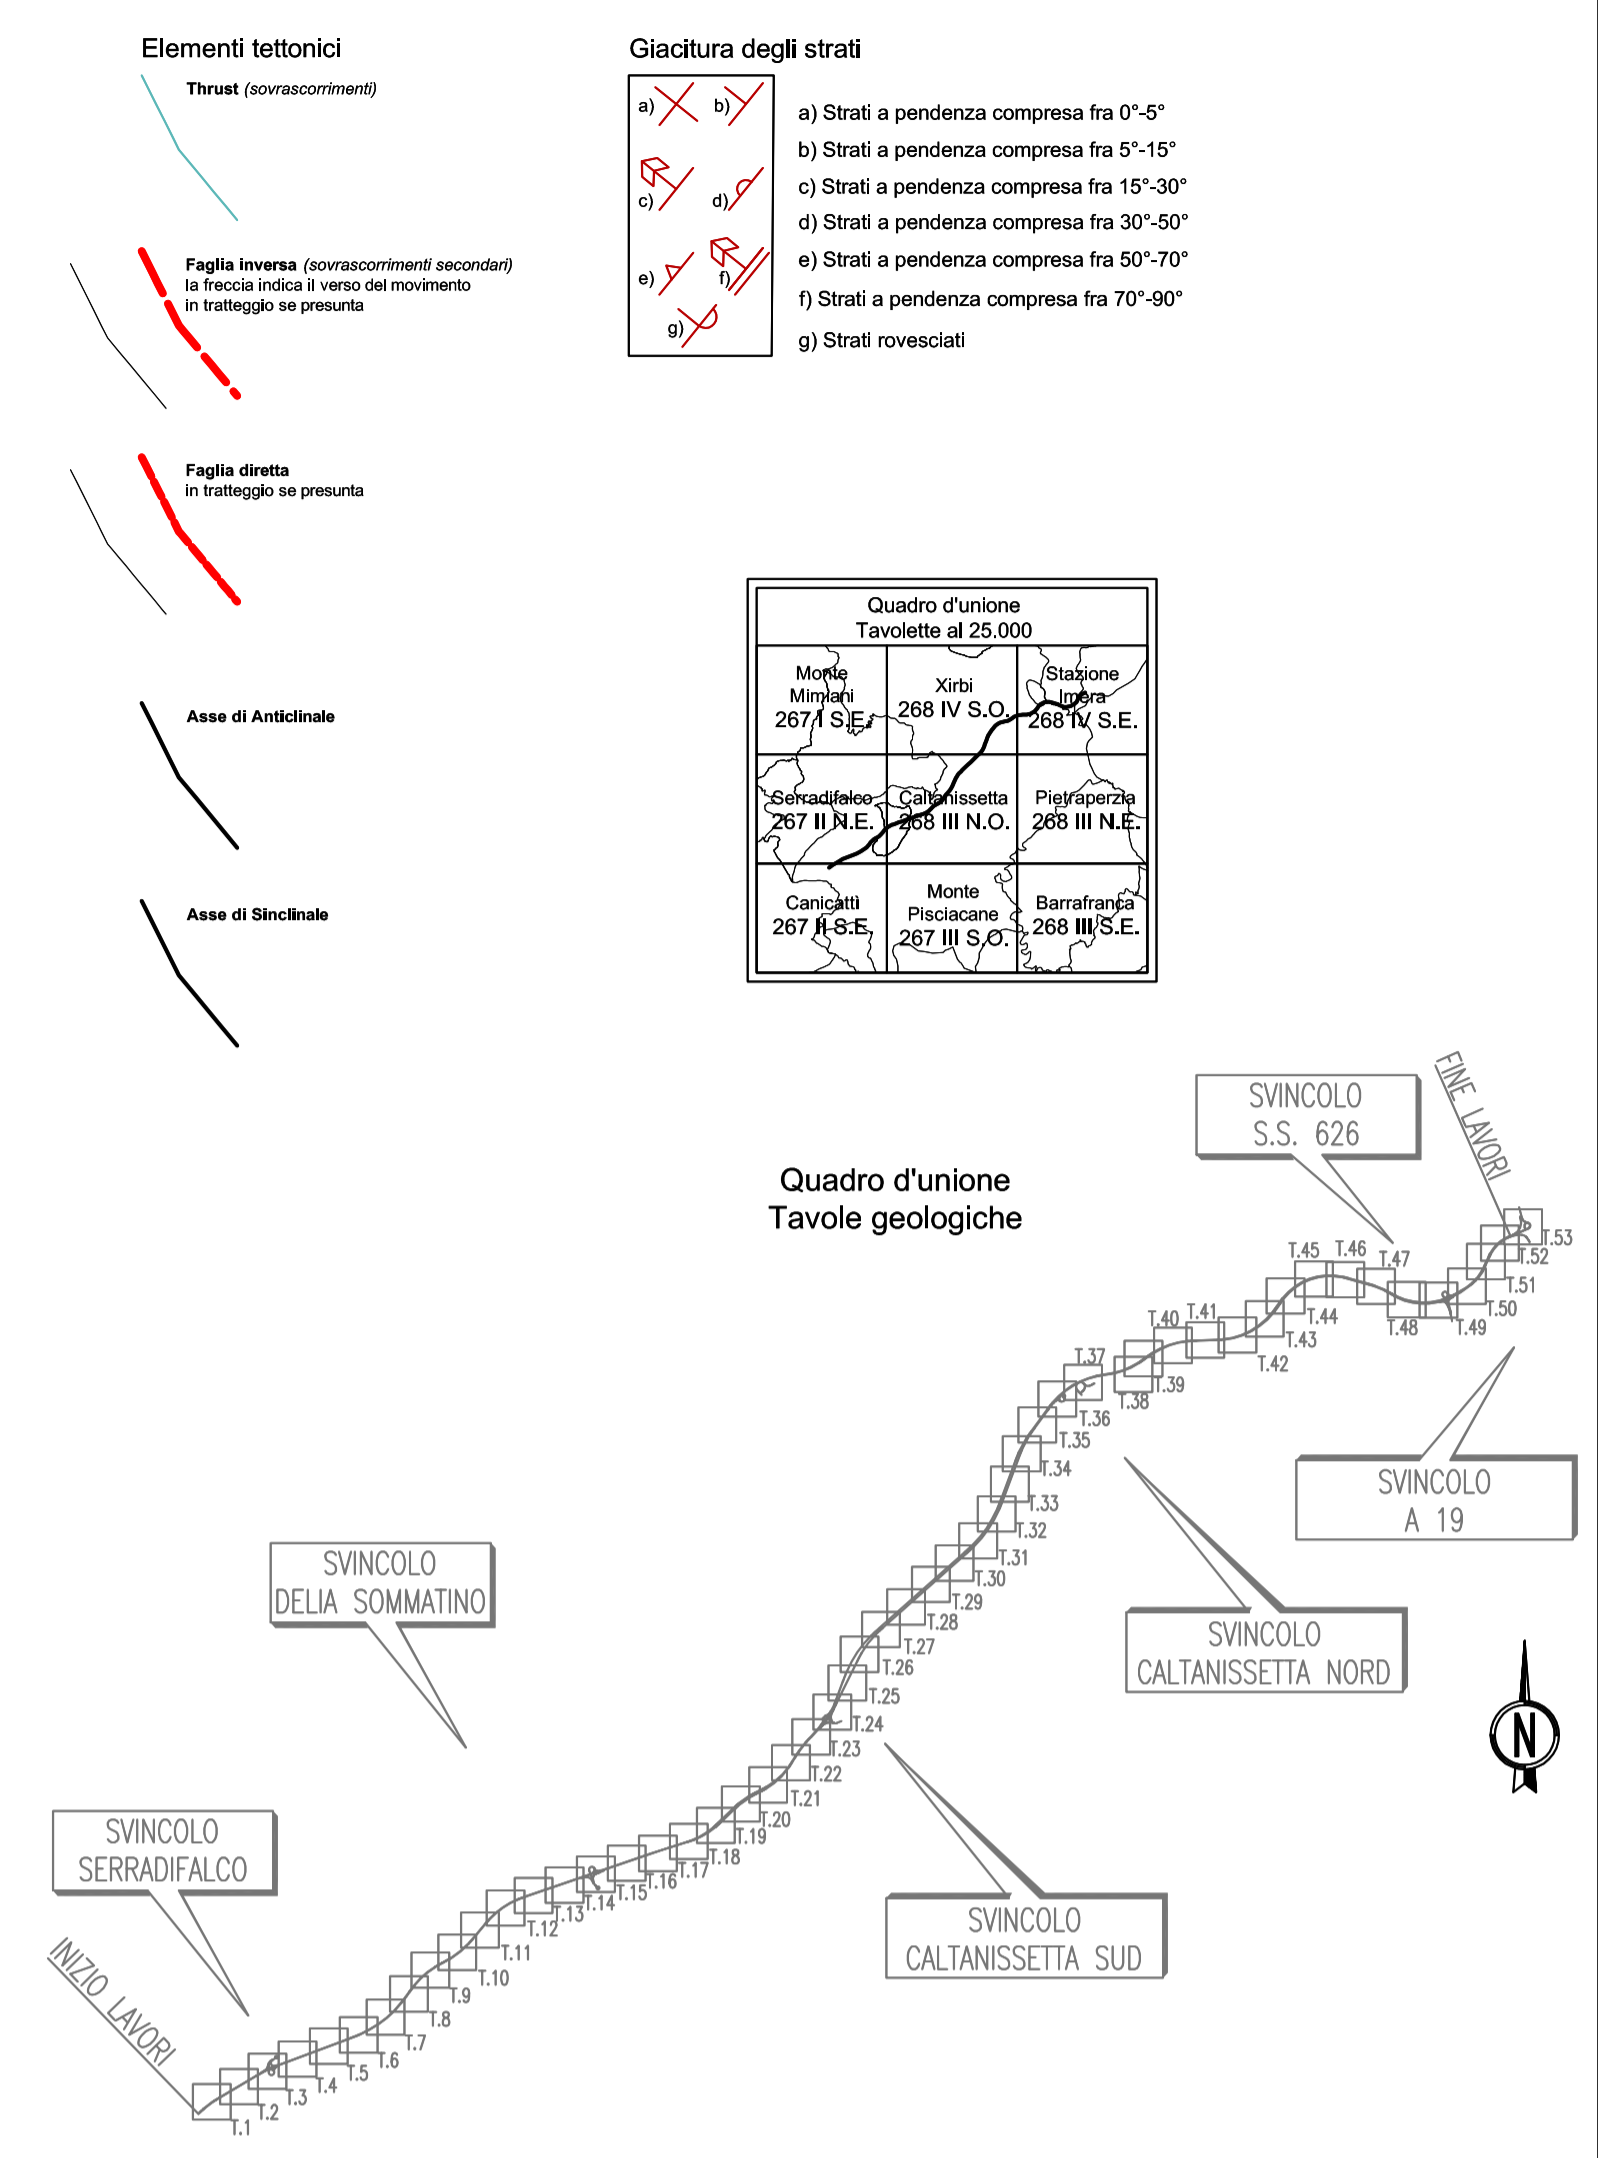 Elementi tettonici
Thrust (sovrascorrimenti)
Faglia inversa (sovrascorrimenti secondari)
la freccia indica il verso del movimento
in tratteggio se presunta
Faglia diretta
in tratteggio se presunta
Asse di Anticlinale
Asse di Sinclinale
Giacitura degli strati
a)
b)
c)
d)
e)
f)
g)
a) Strati a pendenza compresa fra 0°-5°
b) Strati a pendenza compresa fra 5°-15°
c) Strati a pendenza compresa fra 15°-30°
d) Strati a pendenza compresa fra 30°-50°
e) Strati a pendenza compresa fra 50°-70°
f) Strati a pendenza compresa fra 70°-90°
g) Strati rovesciati
Quadro d'unione
Tavolette al 25.000
Monte
Mimiani
267 I S.E.
Xirbi
268 IV S.O.
Stazione
Imera
268 IV S.E.
Serradifalco
267 II N.E.
Caltanissetta
268 III N.O.
Pietraperzia
268 III N.E.
Canicattì
267 II S.E.
Monte
Pisciacane
267 III S.O.
Barrafranca
268 III S.E.
Quadro d'unione
Tavole geologiche
SVINCOLO
S.S. 626
FINE LAVORI
T.53
T.52
T.51
T.50
T.49
T.48
T.47
T.46
T.45
T.44
T.43
T.42
T.41
T.40
T.39
T.38
T.37
T.36
T.35
T.34
T.33
T.32
T.31
T.30
T.29
T.28
T.27
T.26
T.25
T.24
T.23
T.22
T.21
T.20
T.19
T.18
T.17
T.16
T.15
T.14
T.13
T.12
T.11
T.10
T.9
T.8
T.7
T.6
T.5
T.4
T.3
T.2
T.1
SVINCOLO
A 19
SVINCOLO
DELIA SOMMATINO
SVINCOLO
CALTANISSETTA NORD
N
SVINCOLO
SERRADIFALCO
SVINCOLO
CALTANISSETTA SUD
INIZIO LAVORI